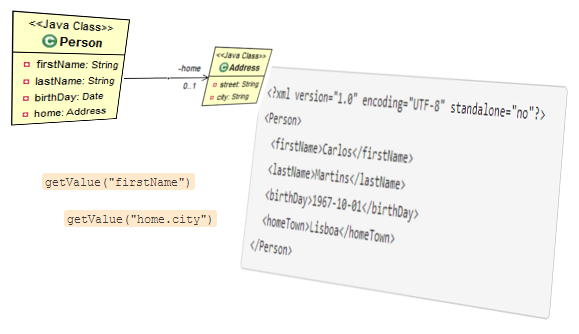 <<Java Class>>
Person
firstName: String
lastName: String
birthDay: Date
home: Address
-home
0..1
<<Java Class>>
Address
street: String
city: String
<?xml version="1.0" encoding="UTF-8" standalone="no"?>
<Person>
<firstName>Carlos</firstName>
<lastName>Martins</lastName>
<birthDay>1967-10-01</birthDay>
<homeTown>Lisboa</homeTown>
</Person>
getValue("firstName")
getValue("home.city")